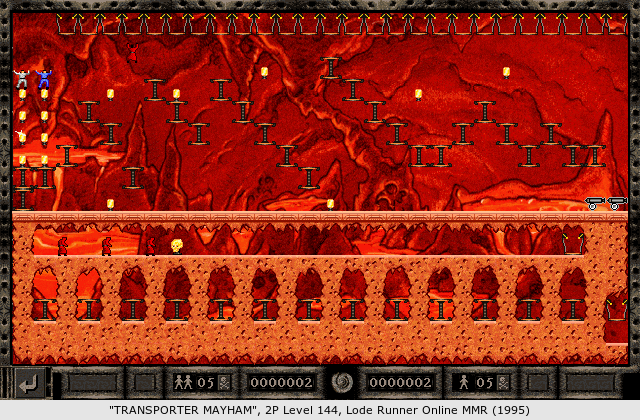 05 0000002 0000002 05
"TRANSPORTER MAYHAM", 2P Level 144, Lode Runner Online MMR (1995)